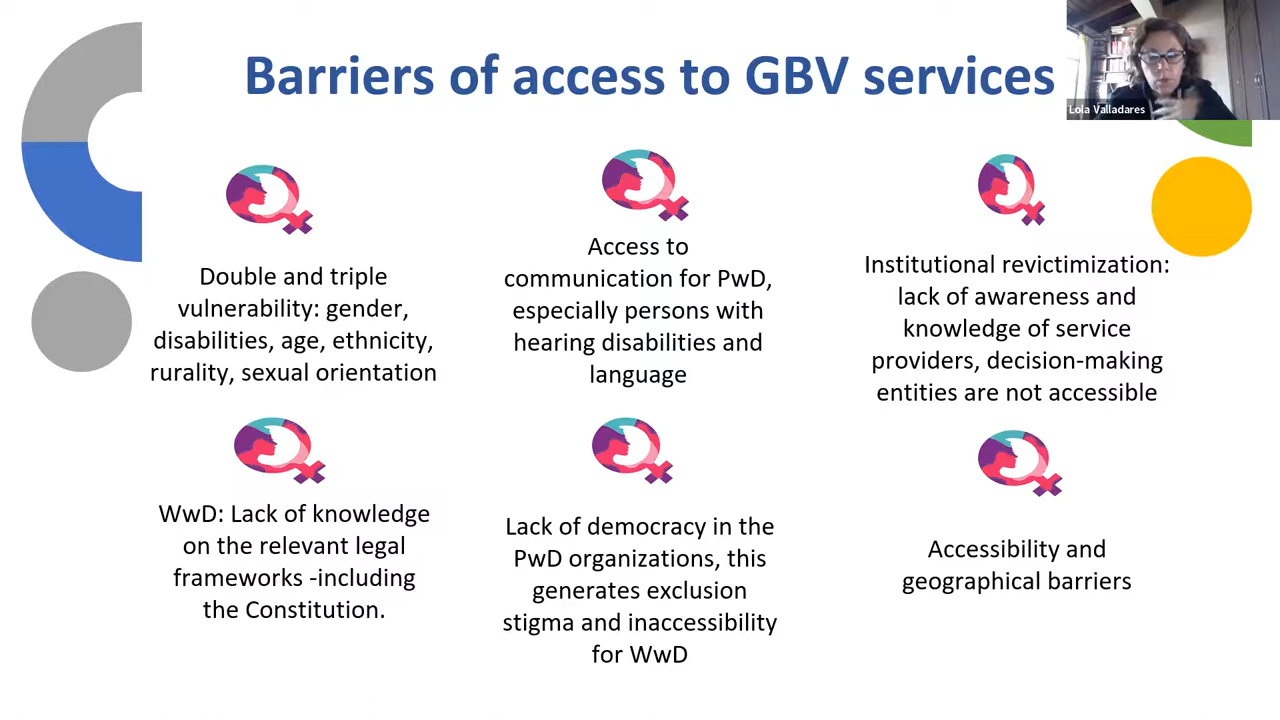 Barriers of access to GBV services
Lola Valladares
Double and triple
vulnerability: gender,
disabilities, age, ethnicity,
rurality, sexual orientation
Access to
communication for PwD,
especially persons with
hearing disabilities and
language
Institutional revictimization:
lack of awareness and
knowledge of service
providers, decision-making
entities are not accessible
WwD: Lack of knowledge
on the relevant legal
frameworks -including
the Constitution.
Lack of democracy in the
PwD organizations, this
generates exclusion
stigma and inaccessibility
for WwD
Accessibility and
geographical barriers